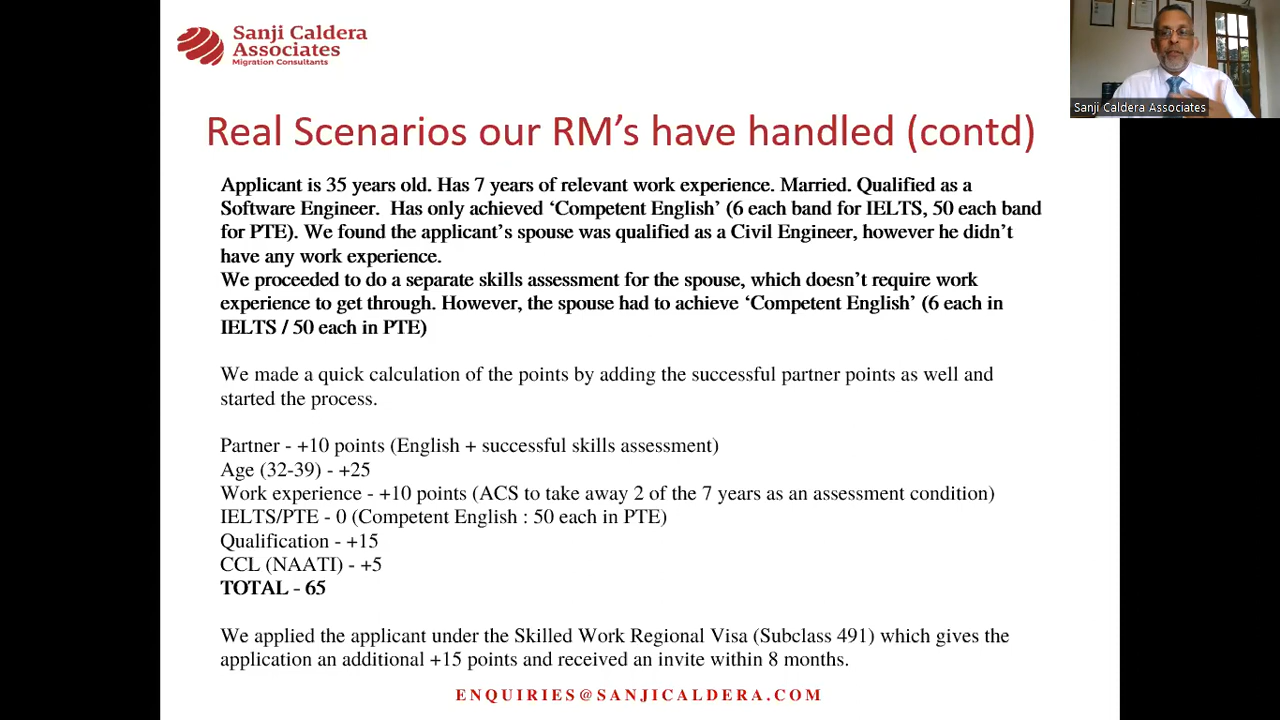 Sanji Caldera
Associates
Migration Consultants
Sanji Caldera Associates
Real Scenarios our RM's have handled (contd)
Applicant is 35 years old. Has 7 years of relevant work experience. Married. Qualified as a
Software Engineer.  Has only achieved ‘Competent English’ (6 each band for IELTS, 50 each band
for PTE). We found the applicant’s spouse was qualified as a Civil Engineer, however he didn’t
have any work experience.
We proceeded to do a separate skills assessment for the spouse, which doesn’t require work
experience to get through. However, the spouse had to achieve ‘Competent English’ (6 each in
IELTS / 50 each in PTE)
We made a quick calculation of the points by adding the successful partner points as well and
started the process.
Partner - +10 points (English + successful skills assessment)
Age (32-39) - +25
Work experience - +10 points (ACS to take away 2 of the 7 years as an assessment condition)
IELTS/PTE - 0 (Competent English : 50 each in PTE)
Qualification - +15
CCL (NAATI) - +5
TOTAL - 65
We applied the applicant under the Skilled Work Regional Visa (Subclass 491) which gives the
application an additional +15 points and received an invite within 8 months.
ENQUIRIES@SANJICALDERA.COM